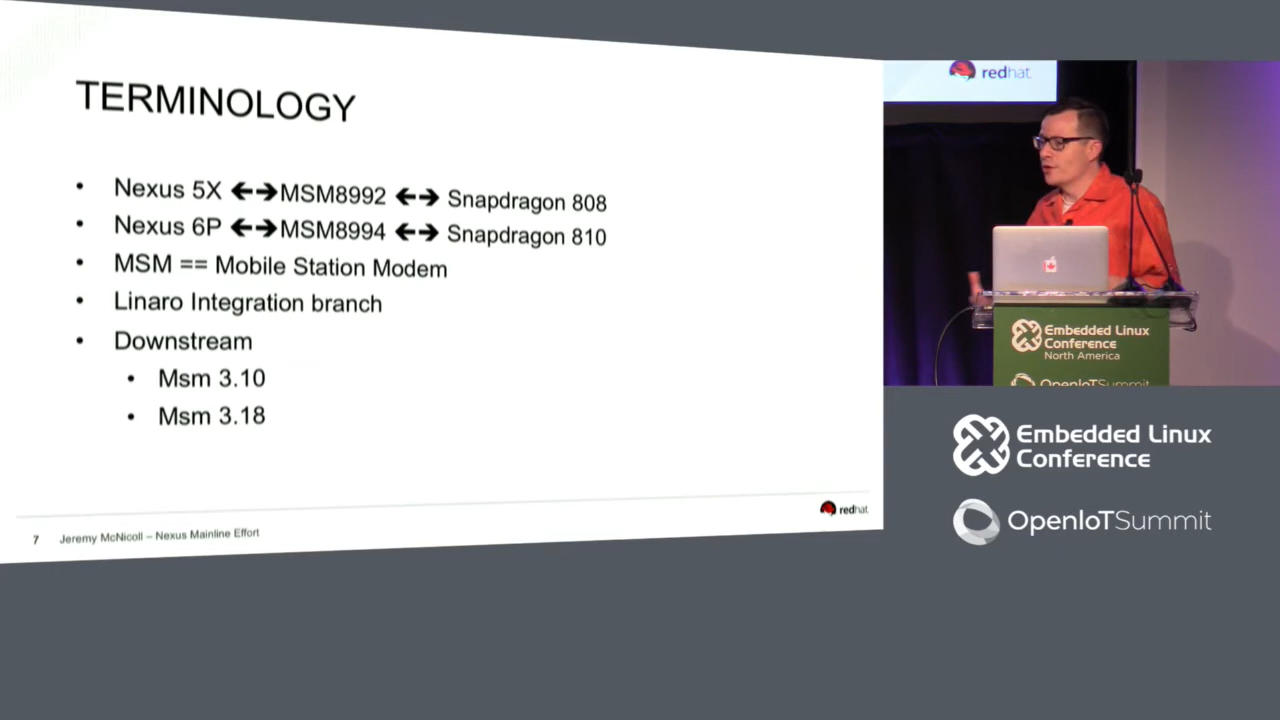 TERMINOLOGY
• Nexus 5X ←→MSM8992 ←→ Snapdragon 808
• Nexus 6P ←→MSM8994 ←→ Snapdragon 810
• MSM == Mobile Station Modem
• Linaro Integration branch
• Downstream
• Msm 3.10
• Msm 3.18
redhat
7 Jeremy McNicoll – Nexus Mainline Effort
redhat
Embedded Linux
Conference
North America
OpenIoTSummit
Embedded Linux
Conference
OpenIoTSummit